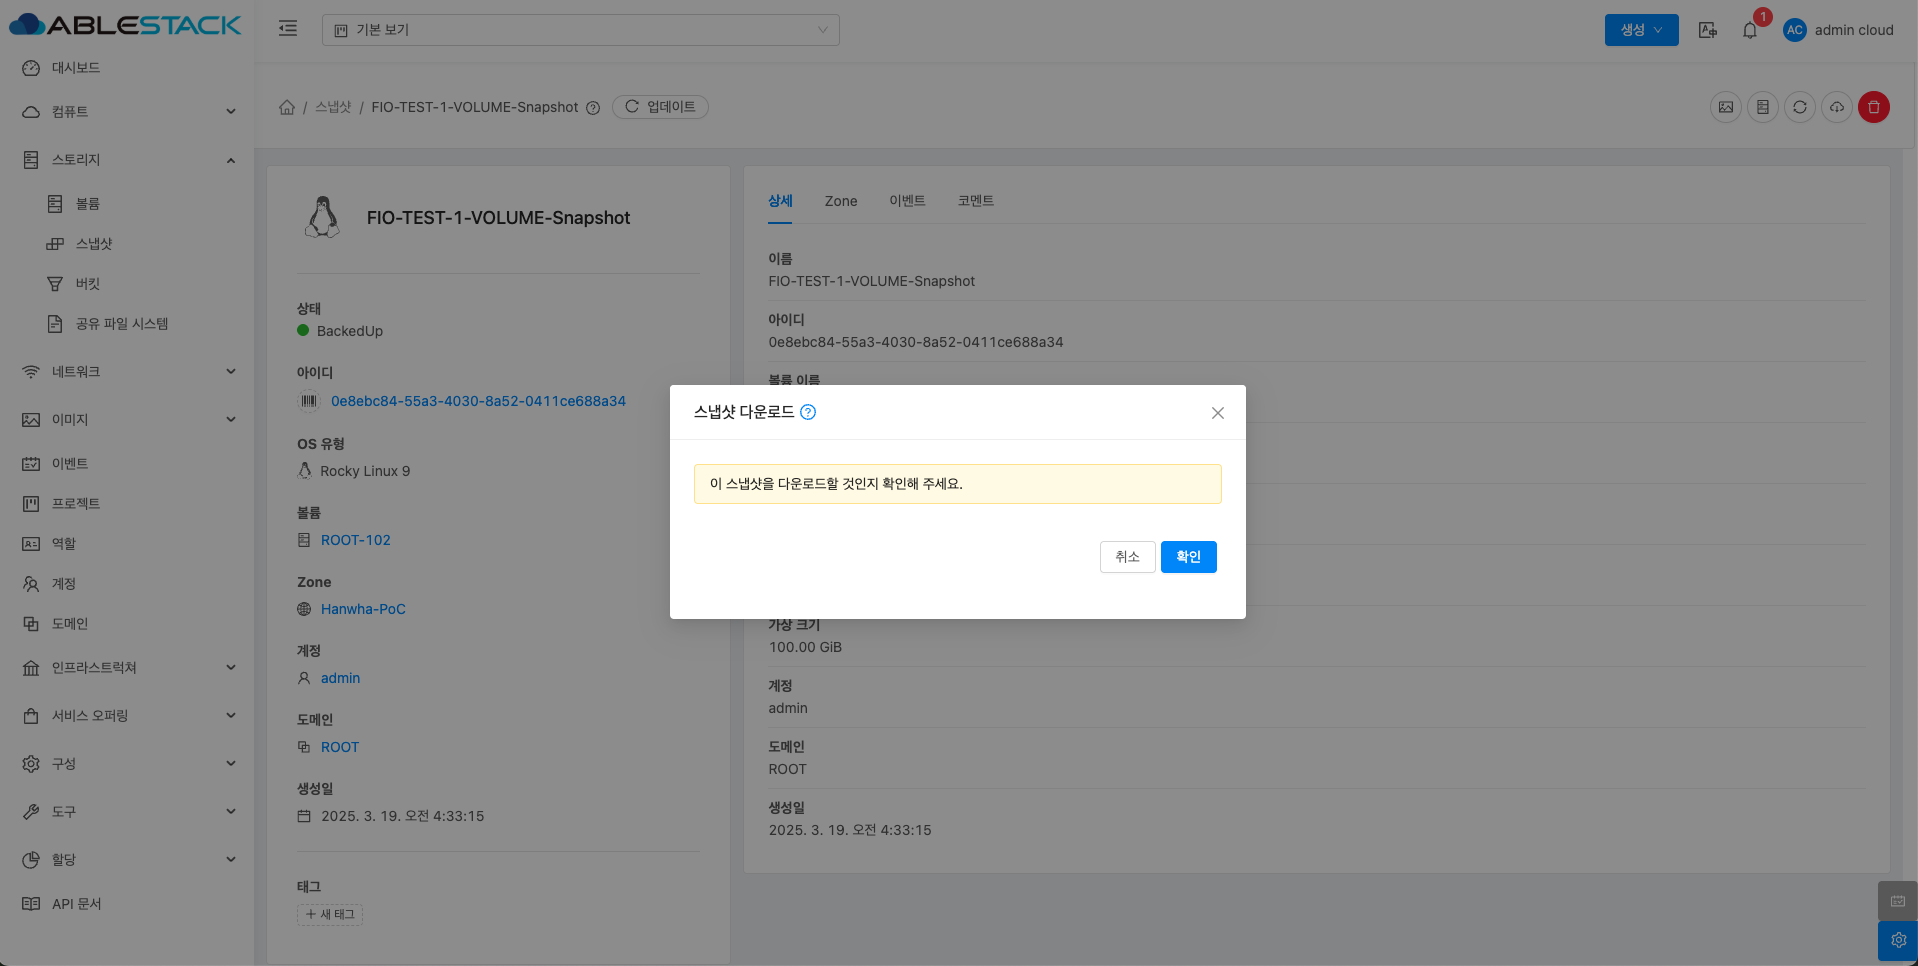 ABLESTACK
기본 보기
생성
1
AC
admin cloud
대시보드
컴퓨트
스토리지
볼륨
스냅샷
버킷
공유 파일 시스템
네트워크
이미지
이벤트
프로젝트
역할
계정
도메인
인프라스트럭쳐
서비스 오퍼링
구성
도구
할당
API 문서
/ 스냅샷 / FIO-TEST-1-VOLUME-Snapshot
업데이트
FIO-TEST-1-VOLUME-Snapshot
상태
BackedUp
아이디
0e8ebc84-55a3-4030-8a52-0411ce688a34
OS 유형
Rocky Linux 9
볼륨
ROOT-102
Zone
Hanwha-PoC
계정
admin
도메인
ROOT
생성일
2025. 3. 19. 오전 4:33:15
태그
+ 새 태그
상세 Zone 이벤트 코멘트
이름
FIO-TEST-1-VOLUME-Snapshot
아이디
0e8ebc84-55a3-4030-8a52-0411ce688a34
볼륨 이름
스냅샷 다운로드
이 스냅샷을 다운로드할 것인지 확인해 주세요.
취소 확인
가상 크기
100.00 GiB
계정
admin
도메인
ROOT
생성일
2025. 3. 19. 오전 4:33:15